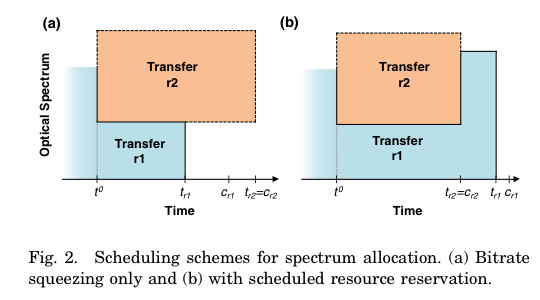 (a)
Optical Spectrum
Transfer
r2
Transfer
r1
t⁰
tr1
cr1
tr2=cr2
Time
(b)
Transfer
r2
Transfer
r1
t⁰
tr2=cr2
tr1
cr1
Time
Fig. 2. Scheduling schemes for spectrum allocation. (a) Bitrate
squeezing only and (b) with scheduled resource reservation.